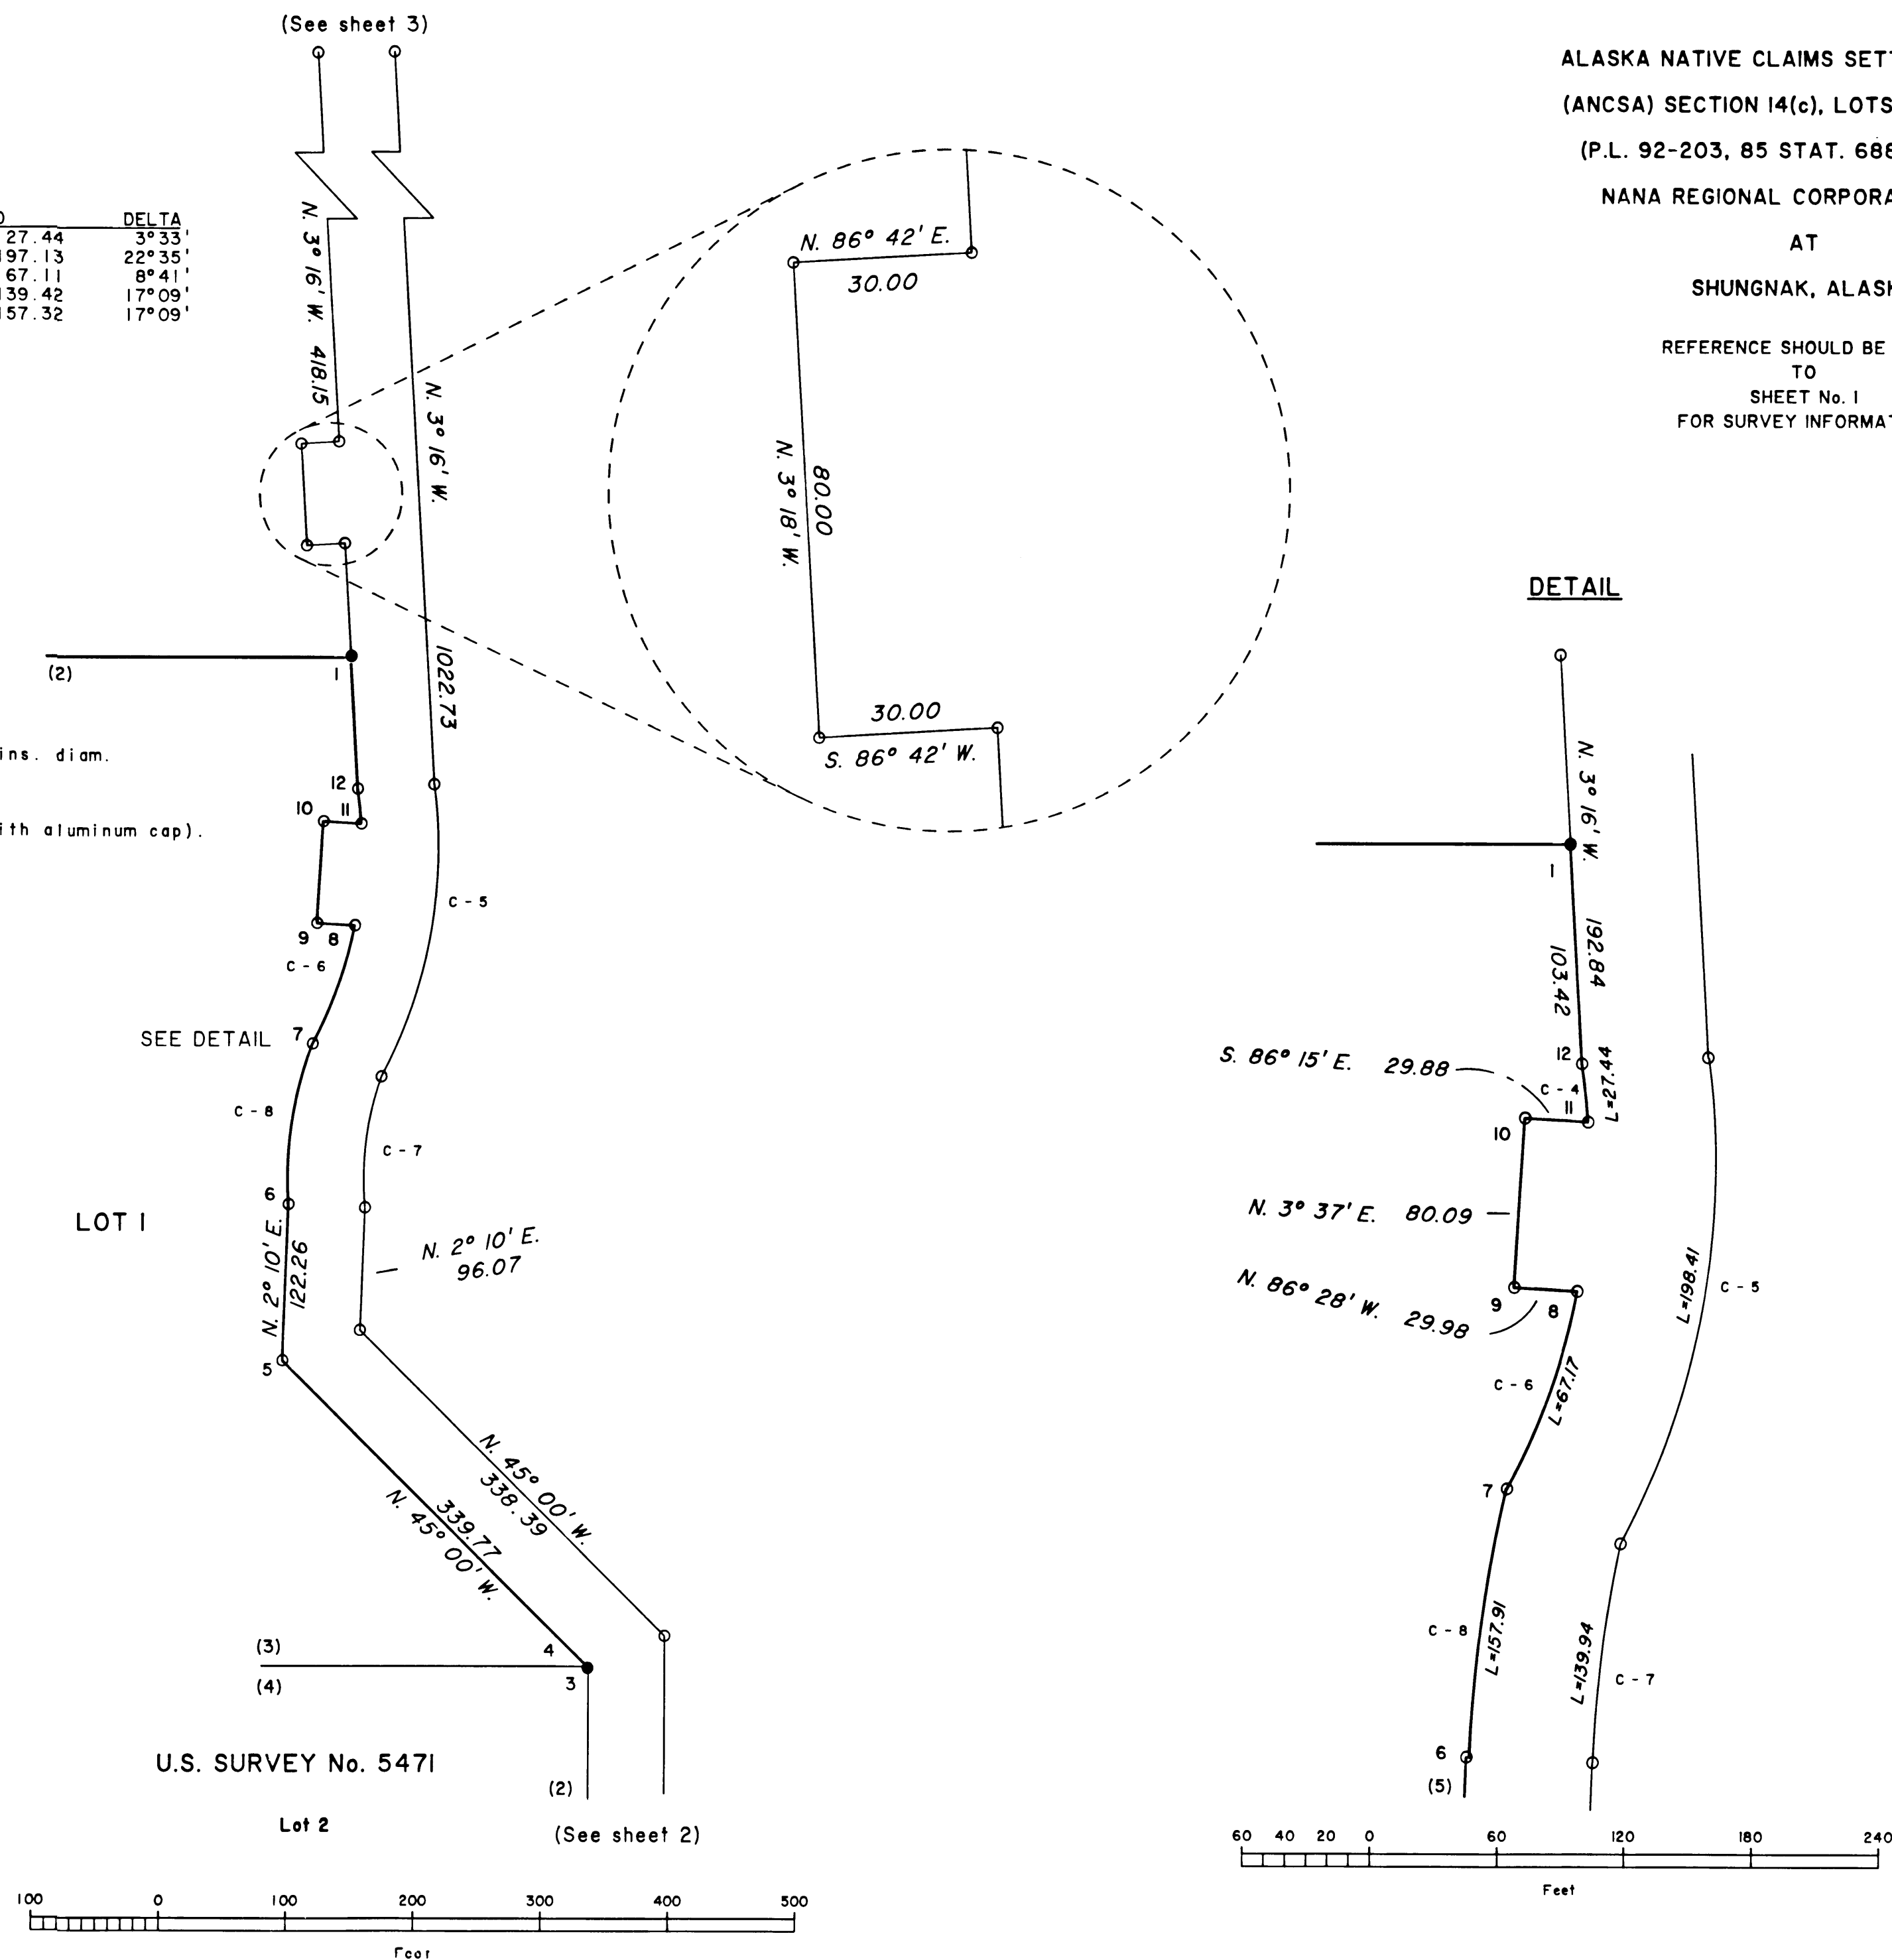 (See sheet 3)
DELTA
27.44 3°33'
197.13 22°35'
67.11 8°41'
139.42 17°09'
157.32 17°09'
N. 3° 16' W. 418.15
N. 3° 16' W.
1022.73
(2)
1
ins. diam.
12
10 11
ith aluminum cap).
C - 5
9 8
C - 6
SEE DETAIL 7
C - 8
C - 7
6
LOT 1
N. 2° 10' E.
122.26
N. 2° 10' E.
96.07
5
N. 45° 00' W.
338.39
339.77
N. 45° 00' W.
(3) 4
(4) 3
U.S. SURVEY No. 5471
(2)
Lot 2
(See sheet 2)
100 0 100 200 300 400 500
N. 86° 42' E.
30.00
80.00
N. 3° 18' W.
30.00
S. 86° 42' W.
ALASKA NATIVE CLAIMS SETT
(ANCSA) SECTION 14(c), LOTS
(P.L. 92-203, 85 STAT. 688
NANA REGIONAL CORPORA
AT
SHUNGNAK, ALASK
REFERENCE SHOULD BE
TO
SHEET No. 1
FOR SURVEY INFORMAT
DETAIL
N. 3° 16' W.
1
192.84
103.42
12
S. 86° 15' E. 29.88
C - 4
L=27.44
11
10
N. 3° 37' E. 80.09
N. 86° 28' W. 29.98
9 8
L=198.41
C - 5
C - 6
L=67.17
7
C - 8
L=157.91
L=139.94
C - 7
6
(5)
60 40 20 0 60 120 180 240
Feet